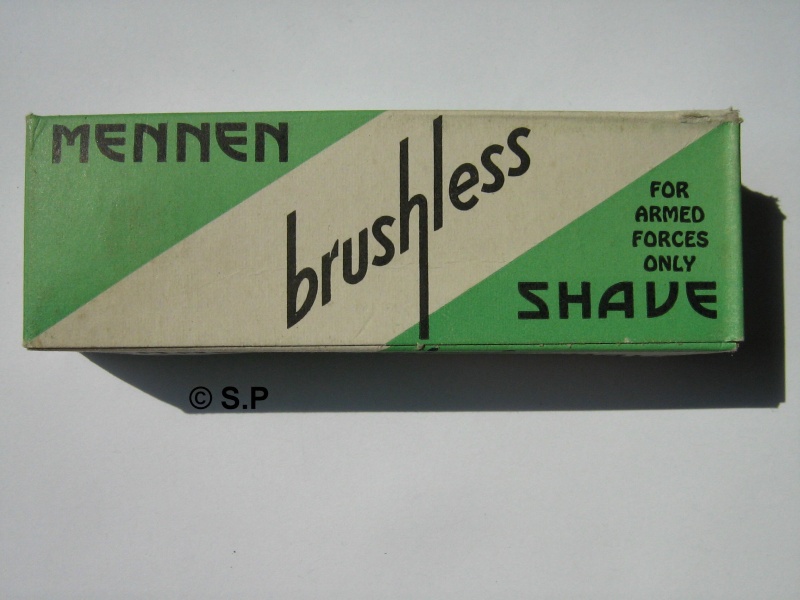 MENNEN
brushless
FOR
ARMED
FORCES
ONLY
SHAVE
© S.P